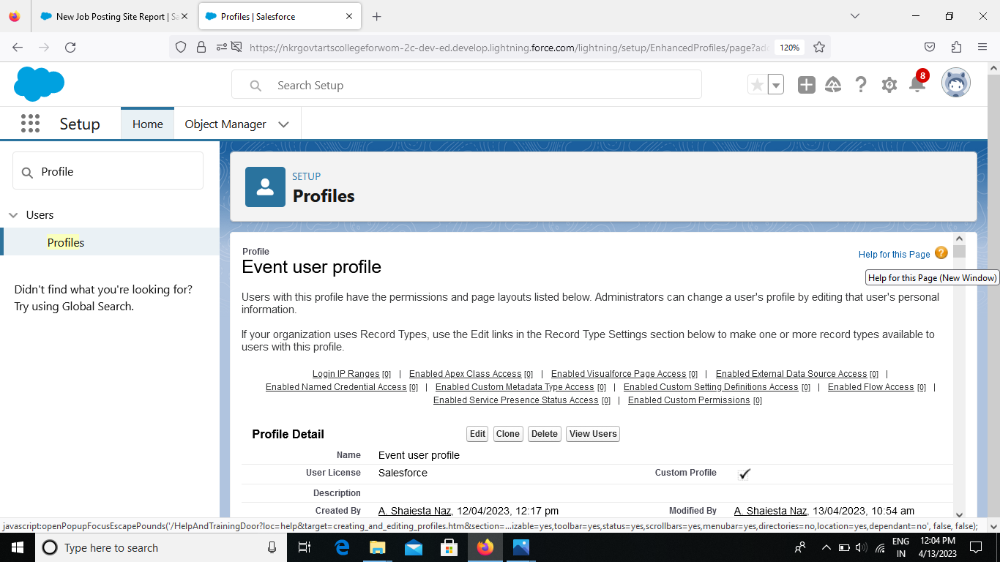 New Job Posting Site Report | Sa
Profiles | Salesforce
https://nkrgovtartscollegeforwom-2c-dev-ed.develop.lightning.force.com/lightning/setup/EnhancedProfiles/page?ad
120%
Search Setup
8
Setup
Home
Object Manager
Profile
Users
Profiles
Didn't find what you're looking for?
Try using Global Search.
SETUP
Profiles
Profile
Event user profile
Help for this Page
Help for this Page (New Window)
Users with this profile have the permissions and page layouts listed below. Administrators can change a user's profile by editing that user's personal
information.
If your organization uses Record Types, use the Edit links in the Record Type Settings section below to make one or more record types available to
users with this profile.
Login IP Ranges [0] | Enabled Apex Class Access [0] | Enabled Visualforce Page Access [0] | Enabled External Data Source Access [0] |
Enabled Named Credential Access [0] | Enabled Custom Metadata Type Access [0] | Enabled Custom Setting Definitions Access [0] | Enabled Flow Access [0] |
Enabled Service Presence Status Access [0] | Enabled Custom Permissions [0]
Profile Detail
Edit Clone Delete View Users
Name Event user profile
User License Salesforce Custom Profile
Description
Created By A. Shaiesta Naz, 12/04/2023, 12:17 pm Modified By A. Shaiesta Naz, 13/04/2023, 10:54 am
javascript:openPopupFocusEscapePounds('/HelpAndTrainingDoor?loc=help&target=creating_and_editing_profiles.htm&section=...izable=yes,toolbar=yes,status=yes,scrollbars=yes,menubar=yes,directories=no,location=yes,dependant=no', false, false);
Type here to search
ENG
IN
12:04 PM
4/13/2023